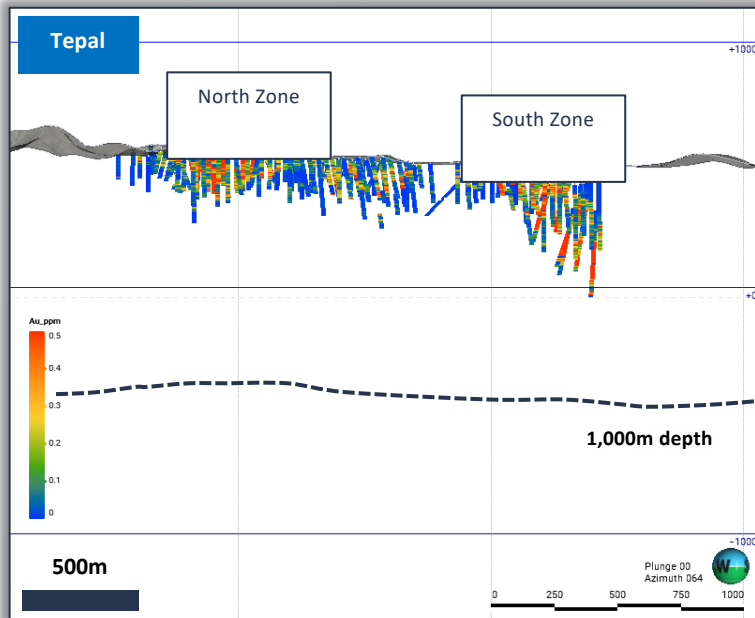 Tepal
+1000
North Zone
South Zone
+0
Au_ppm
0.5
0.4
0.3
0.2
0.1
0
1,000m depth
-1000
500m
Plunge 00
Azimuth 064
W S
0 250 500 750 1000